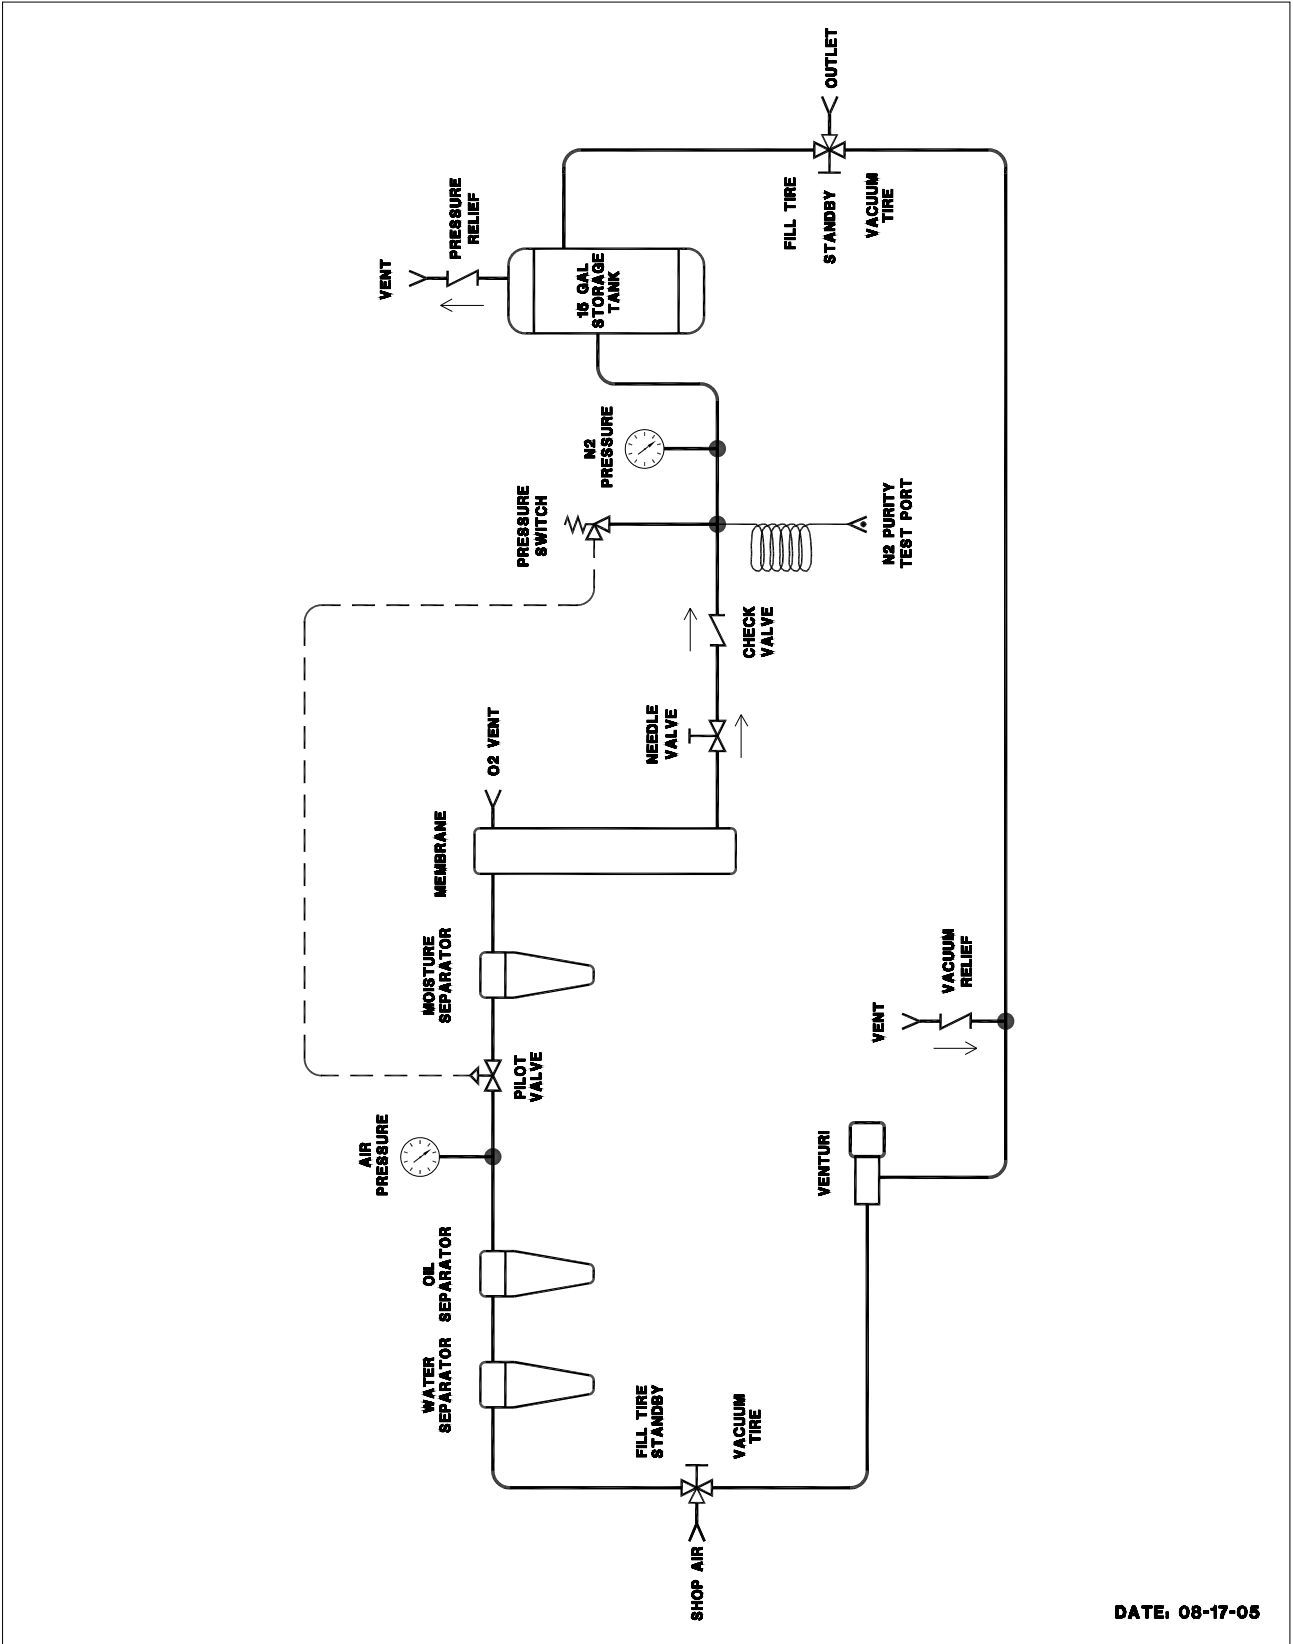 OUTLET
FILL TIRE
STANDBY
VACUUM
TIRE
PRESSURE
RELIEF
VENT
15 GAL
STORAGE
TANK
N2
PRESSURE
PRESSURE
SWITCH
N2 PURITY
TEST PORT
CHECK
VALVE
NEEDLE
VALVE
O2 VENT
MEMBRANE
MOISTURE
SEPARATOR
VACUUM
RELIEF
VENT
PILOT
VALVE
AIR
PRESSURE
VENTURI
OIL
SEPARATOR
WATER
SEPARATOR
FILL TIRE
STANDBY
VACUUM
TIRE
SHOP AIR
DATE: 08-17-05